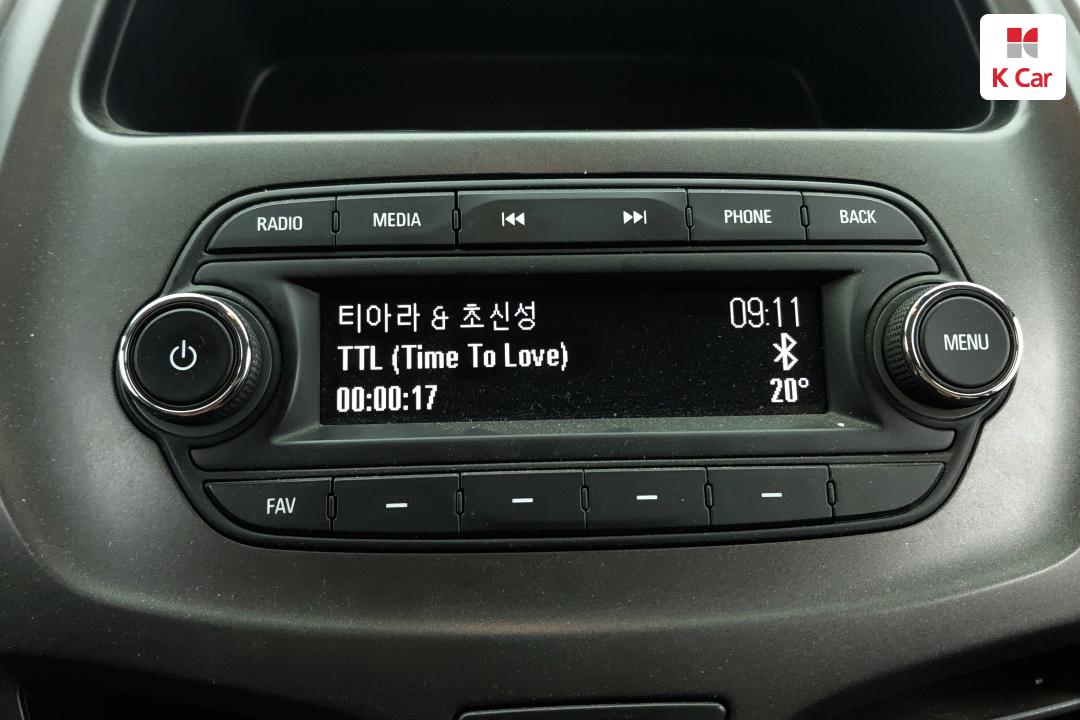 K Car
RADIO
MEDIA
PHONE
BACK
티아라 & 초신성
09:11
TTL (Time To Love)
00:00:17
20°
MENU
FAV